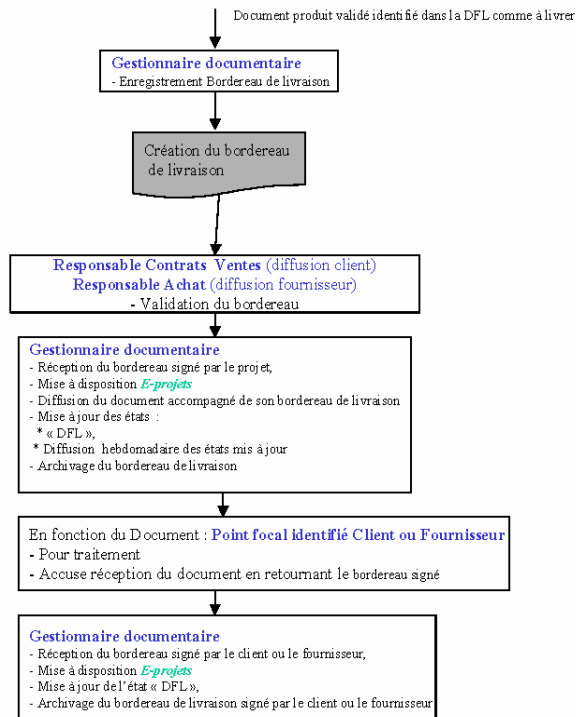 Document produit validé identifié dans la DFL comme à livrer
Gestionnaire documentaire
- Enregistrement Bordereau de livraison
Création du bordereau
de livraison
Responsable Contrats Ventes (diffusion client)
Responsable Achat (diffusion fournisseur)
- Validation du bordereau
Gestionnaire documentaire
- Réception du bordereau signé par le projet,
- Mise à disposition E-projets
- Diffusion du document accompagné de son bordereau de livraison
- Mise à jour des états :
* « DFL »,
* Diffusion hebdomadaire des états mis à jour
- Archivage du bordereau de livraison
En fonction du Document : Point focal identifié Client ou Fournisseur
- Pour traitement
- Accuse réception du document en retournant le bordereau signé
Gestionnaire documentaire
- Réception du bordereau signé par le client ou le fournisseur,
- Mise à disposition E-projets
- Mise à jour de l'état « DFL »,
- Archivage du bordereau de livraison signé par le client ou le fournisseur